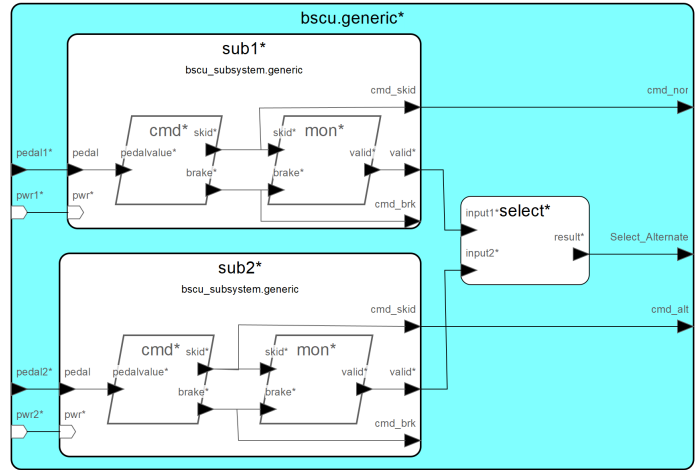 bscu.generic*
sub1*
bscu_subsystem.generic
cmd_skid
cmd_nor
cmd*
skid*
skid*
mon*
pedal1*
pedal
pedalvalue*
valid*
valid*
pwr1*
pwr*
brake*
brake*
cmd_brk
input1*
select*
result*
Select_Alternate
input2*
sub2*
bscu_subsystem.generic
cmd_skid
cmd_alt
cmd*
skid*
skid*
mon*
pedal2*
pedal
pedalvalue*
valid*
valid*
pwr2*
pwr*
brake*
brake*
cmd_brk